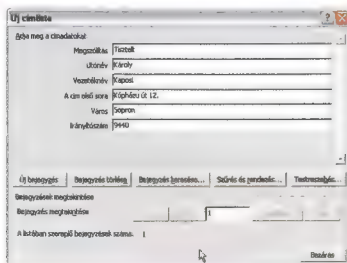 Új címlista
Adja meg a címadatokat
Megszólítás Tisztelt
Utónév Károly
Vezetéknév Kaposi
A cím első sora Kőphézu út 12.
Város Sopron
Irányítószám 9440
Új bejegyzés Bejegyzés törlése Bejegyzés keresése... Szűrés és rendezés... Testreszabás...
Bejegyzések megtekintése
Bejegyzés megtekintése 1
A listában szereplő bejegyzések száma: 1
Bezárás